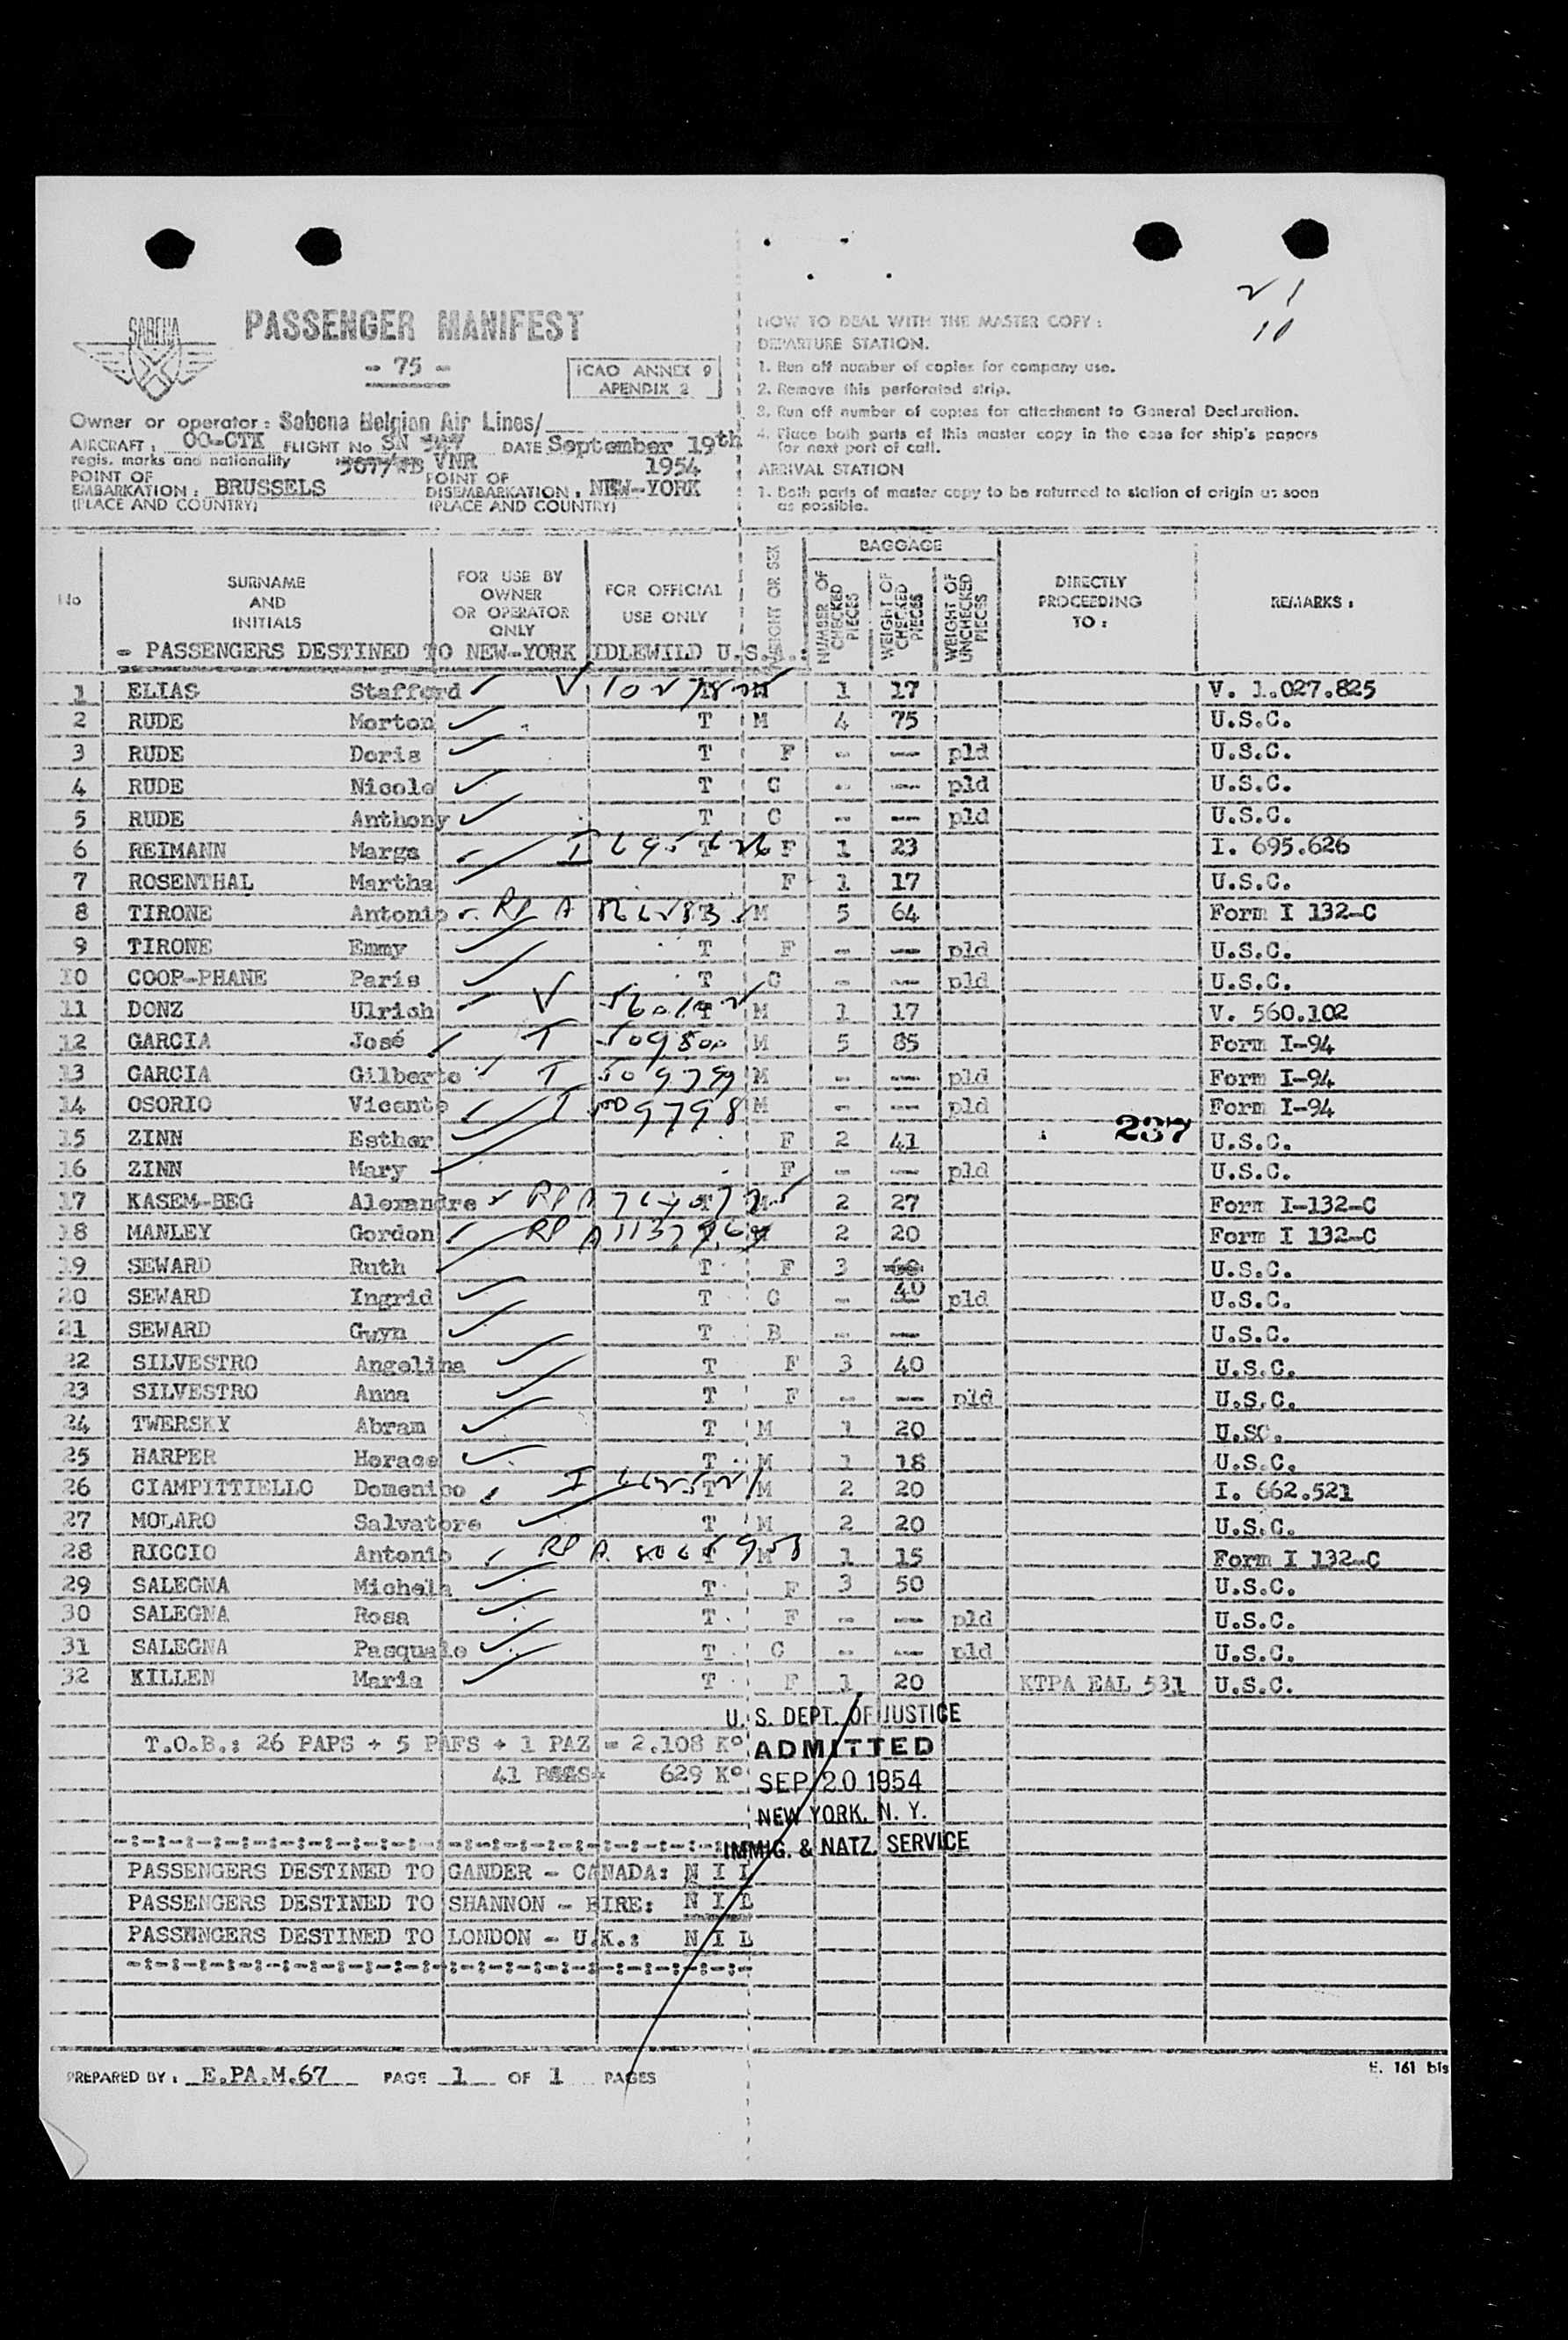 21
10
SABENA
PASSENGER MANIFEST
- 75 -
ICAO ANNEX 9
APENDIX 2
Owner or operator: Sabena Belgian Air Lines/
AIRCRAFT: OO-CTK FLIGHT No SN DATE September 19th
regis. marks and nationality VNR 1954
POINT OF EMBARKATION: BRUSSELS POINT OF DISEMBARKATION: NEW-YORK
(PLACE AND COUNTRY) (PLACE AND COUNTRY)
HOW TO DEAL WITH THE MASTER COPY:
DEPARTURE STATION.
1. Run off number of copies for company use.
2. Remove this perforated strip.
3. Run off number of copies for attachment to General Declaration.
4. Place both parts of this master copy in the case for ship's papers
for next port of call.
ARRIVAL STATION
1. Both parts of master copy to be returned to station of origin as soon
as possible.
No
SURNAME AND INITIALS
FOR USE BY OWNER OR OPERATOR ONLY
FOR OFFICIAL USE ONLY
WEIGHT OR SEX
BAGGAGE
NUMBER OF CHECKED PIECES
WEIGHT OF CHECKED PIECES
WEIGHT OF UNCHECKED PIECES
DIRECTLY PROCEEDING TO:
REMARKS:
- PASSENGERS DESTINED TO NEW-YORK IDLEWILD U.S.
1 ELIAS Stafford V 1027825 M 1 17 V. 1.027.825
2 RUDE Morton T M 4 75 U.S.C.
3 RUDE Doris T F - -- pld U.S.C.
4 RUDE Nicole T C - -- pld U.S.C.
5 RUDE Anthony T C - -- pld U.S.C.
6 REIMANN Marga I 695626 T F 1 23 I. 695.626
7 ROSENTHAL Martha F 1 17 U.S.C.
8 TIRONE Antonio RP A T M 5 64 Form I 132-C
9 TIRONE Emmy T F - -- pld U.S.C.
10 COOP-PHANE Paris T C - -- pld U.S.C.
11 DONZ Ulrich V 560102 T M 1 17 V. 560.102
12 GARCIA José I 509800 M 5 85 Form I-94
13 GARCIA Gilberto I 509799 M - -- pld Form I-94
14 OSORIO Vicente I 509798 M - -- pld Form I-94
237
15 ZINN Esther F 2 41 U.S.C.
16 ZINN Mary F - -- pld U.S.C.
17 KASEM-BEG Alexandre RP A T M 2 27 Form I-132-C
18 MANLEY Gordon RP A M 2 20 Form I 132-C
19 SEWARD Ruth T F 3 60 U.S.C.
20 SEWARD Ingrid T C - 40 pld U.S.C.
21 SEWARD Gwyn T B - -- U.S.C.
22 SILVESTRO Angelina T F 3 40 U.S.C.
23 SILVESTRO Anna T F - -- pld U.S.C.
24 TWERSKY Abram T M 1 20 U.SC.
25 HARPER Horace T M 1 18 U.S.C.
26 CIAMPITTIELLO Domenico I 662521 T M 2 20 I. 662.521
27 MOLARO Salvatore T M 2 20 U.S.C.
28 RICCIO Antonio RP A T M 1 15 Form I 132-C
29 SALEGNA Michela T F 3 50 U.S.C.
30 SALEGNA Rosa T F - -- pld U.S.C.
31 SALEGNA Pasquale T C - -- pld U.S.C.
32 KILLEN Maria T F 1 20 KTPA EAL 531 U.S.C.
U. S. DEPT. OF JUSTICE
T.O.B.: 26 PAPS + 5 PAFS + 1 PAZ = 2.108 K°
ADMITTED
41 629 K°
SEP 20 1954
NEW YORK, N. Y.
IMMIG. & NATZ. SERVICE
PASSENGERS DESTINED TO GANDER - CANADA: N I L
PASSENGERS DESTINED TO SHANNON - EIRE: N I L
PASSENGERS DESTINED TO LONDON - U.K.: N I L
PREPARED BY: E.PA.M.67 PAGE 1 OF 1 PAGES
E. 161 bis